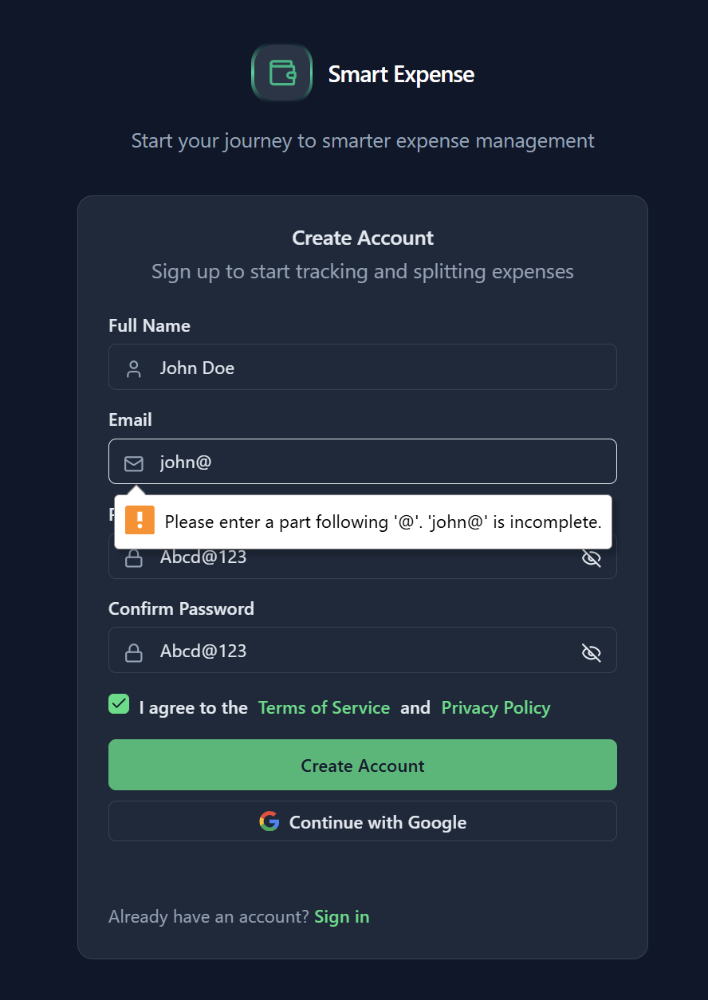 Smart Expense
Start your journey to smarter expense management
Create Account
Sign up to start tracking and splitting expenses
Full Name
John Doe
Email
john@
Please enter a part following '@'. 'john@' is incomplete.
Abcd@123
Confirm Password
Abcd@123
I agree to the Terms of Service and Privacy Policy
Create Account
Continue with Google
Already have an account? Sign in